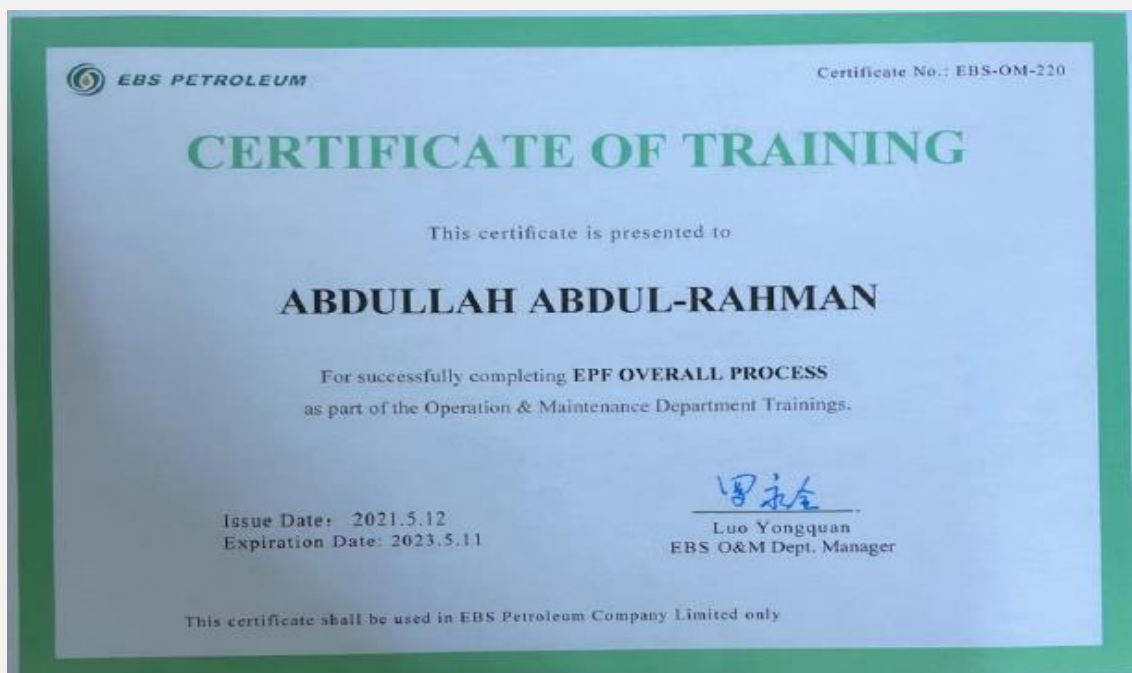 EBS PETROLEUM
Certificate No.: EBS-OM-220
CERTIFICATE OF TRAINING
This certificate is presented to
ABDULLAH ABDUL-RAHMAN
For successfully completing EPF OVERALL PROCESS
as part of the Operation & Maintenance Department Trainings.
罗永全
Issue Date: 2021.5.12
Luo Yongquan
Expiration Date: 2023.5.11
EBS O&M Dept. Manager
This certificate shall be used in EBS Petroleum Company Limited only